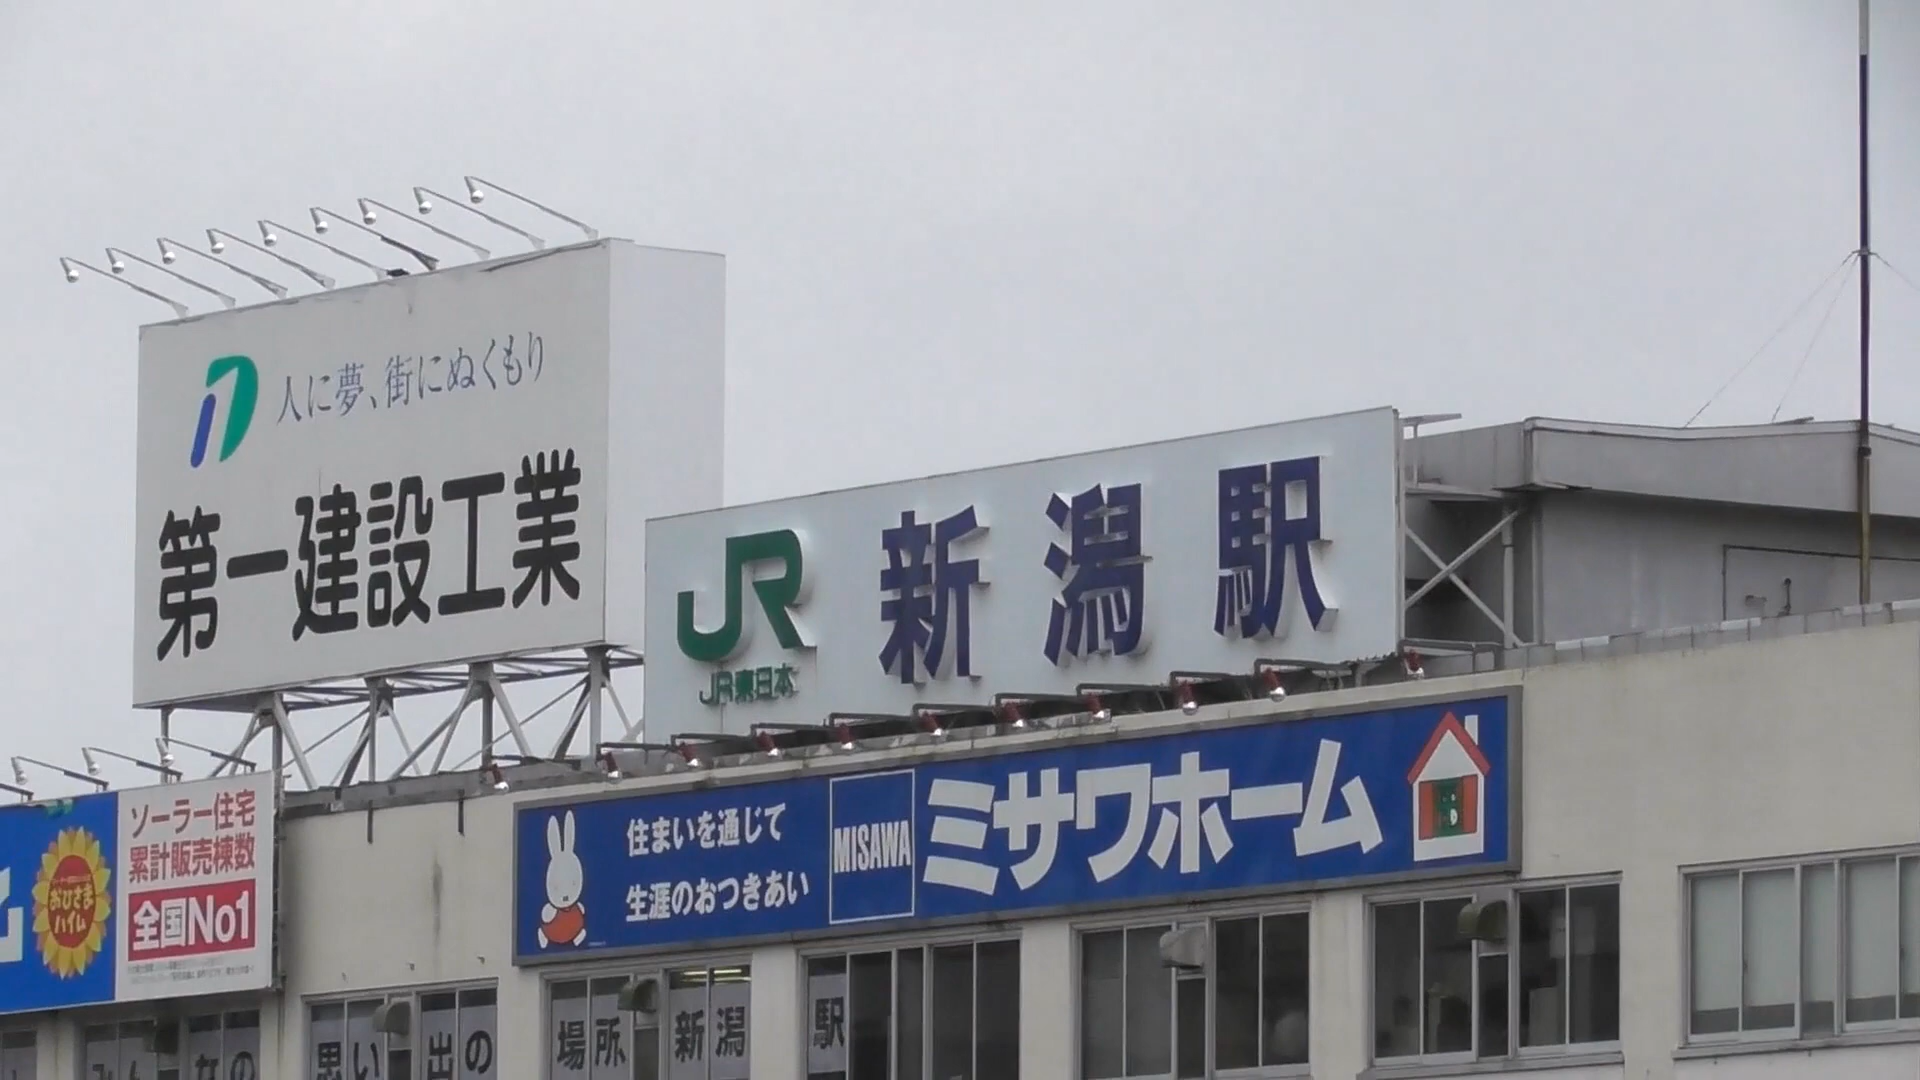 人に夢、街にぬくもり
第一建設工業
JR 新潟駅
JR東日本
ソーラー住宅
累計販売棟数
全国No1
おひさま
ハイム
住まいを通じて
生涯のおつきあい
MISAWA
ミサワホーム
みんなの思い出の場所新潟駅